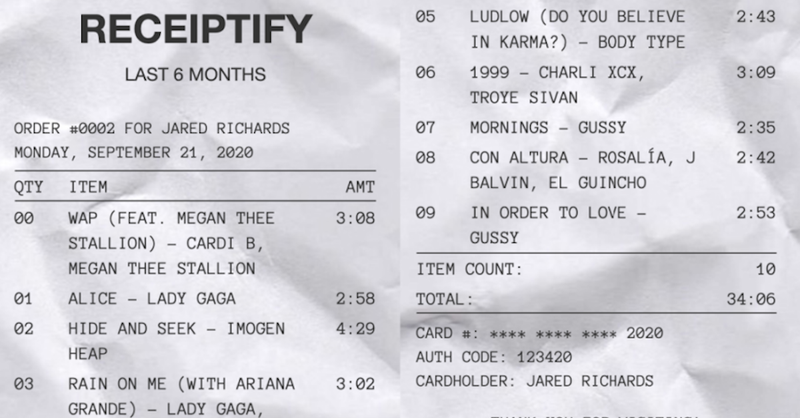 RECEIPTIFY
LAST 6 MONTHS
ORDER #0002 FOR JARED RICHARDS
MONDAY, SEPTEMBER 21, 2020
QTY ITEM AMT
00 WAP (FEAT. MEGAN THEE 3:08
STALLION) – CARDI B,
MEGAN THEE STALLION
01 ALICE – LADY GAGA 2:58
02 HIDE AND SEEK – IMOGEN 4:29
HEAP
03 RAIN ON ME (WITH ARIANA 3:02
GRANDE) – LADY GAGA,
05 LUDLOW (DO YOU BELIEVE 2:43
IN KARMA?) – BODY TYPE
06 1999 – CHARLI XCX, 3:09
TROYE SIVAN
07 MORNINGS – GUSSY 2:35
08 CON ALTURA – ROSALÍA, J 2:42
BALVIN, EL GUINCHO
09 IN ORDER TO LOVE – 2:53
GUSSY
ITEM COUNT: 10
TOTAL: 34:06
CARD #: **** **** **** 2020
AUTH CODE: 123420
CARDHOLDER: JARED RICHARDS